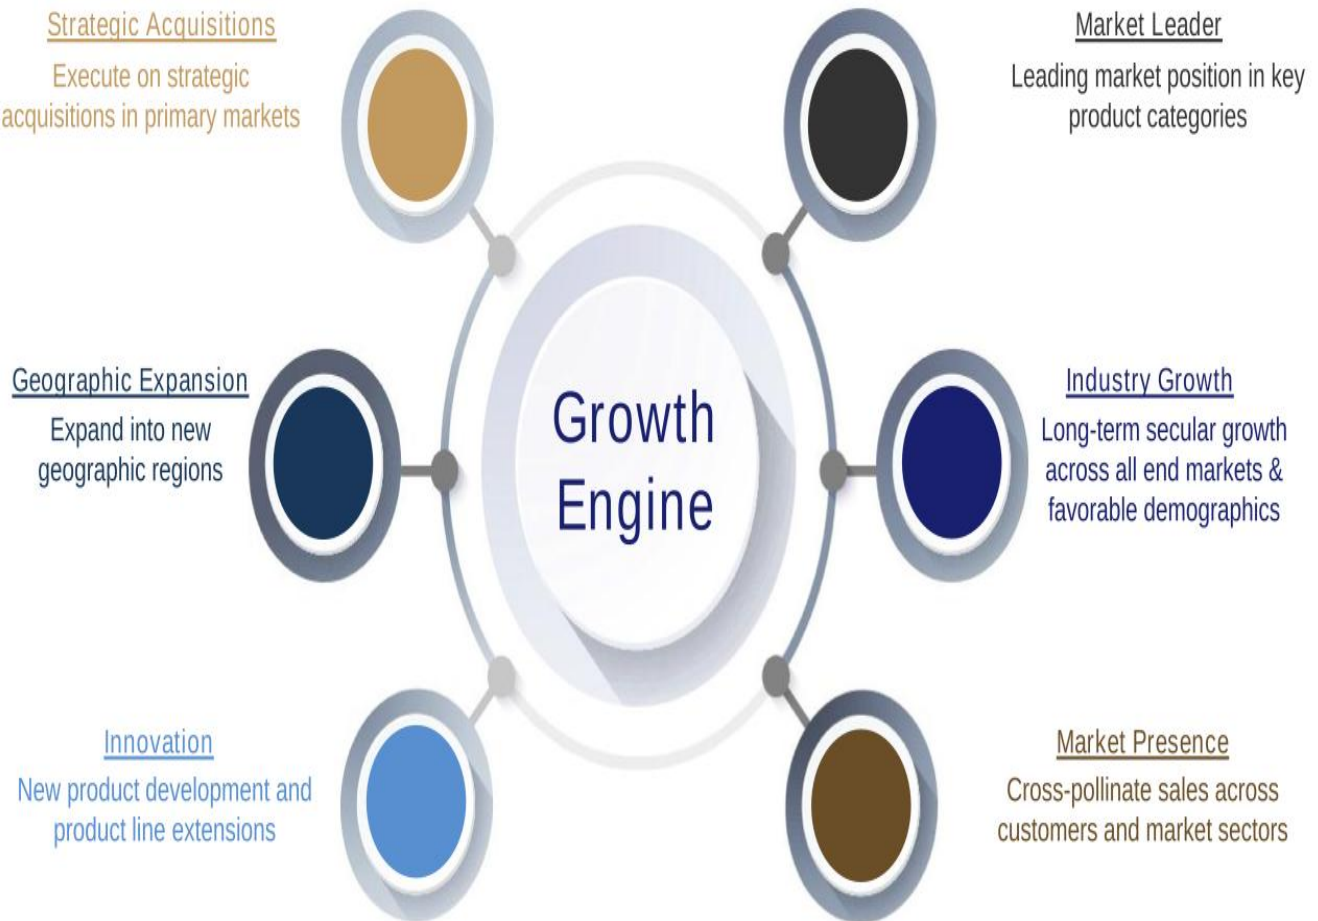 Strategic Acquisitions
Execute on strategic
acquisitions in primary markets
Market Leader
Leading market position in key
product categories
Geographic Expansion
Expand into new
geographic regions
Growth
Engine
Industry Growth
Long-term secular growth
across all end markets &
favorable demographics
Innovation
New product development and
product line extensions
Market Presence
Cross-pollinate sales across
customers and market sectors